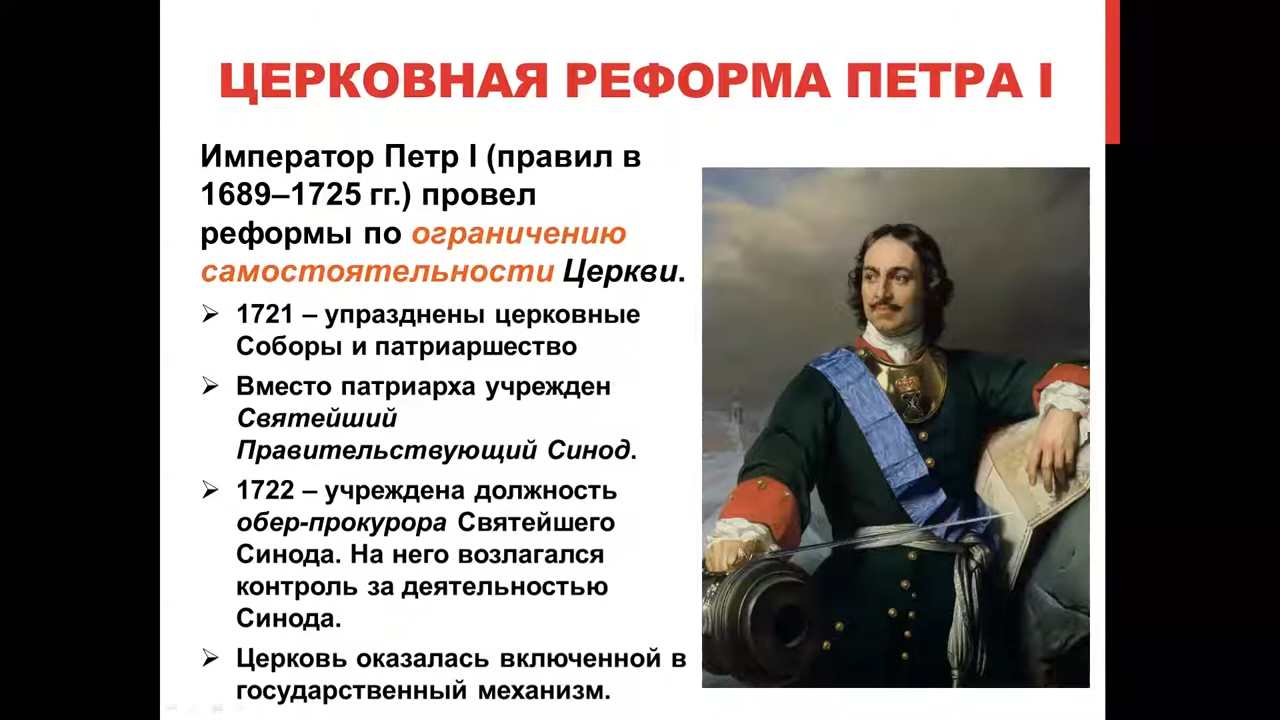 ЦЕРКОВНАЯ РЕФОРМА ПЕТРА I
Император Петр I (правил в
1689–1725 гг.) провел
реформы по ограничению
самостоятельности Церкви.
➢ 1721 – упразднены церковные
Соборы и патриаршество
➢ Вместо патриарха учрежден
Святейший
Правительствующий Синод.
➢ 1722 – учреждена должность
обер-прокурора Святейшего
Синода. На него возлагался
контроль за деятельностью
Синода.
➢ Церковь оказалась включенной в
государственный механизм.